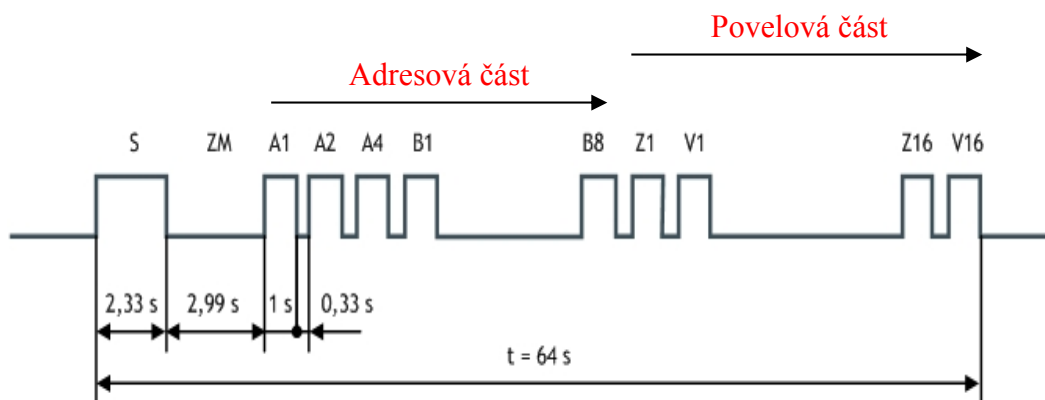 Povelová část
Adresová část
S ZM A1 A2 A4 B1 B8 Z1 V1 Z16 V16
2,33 s 2,99 s 1 s 0,33 s
t = 64 s